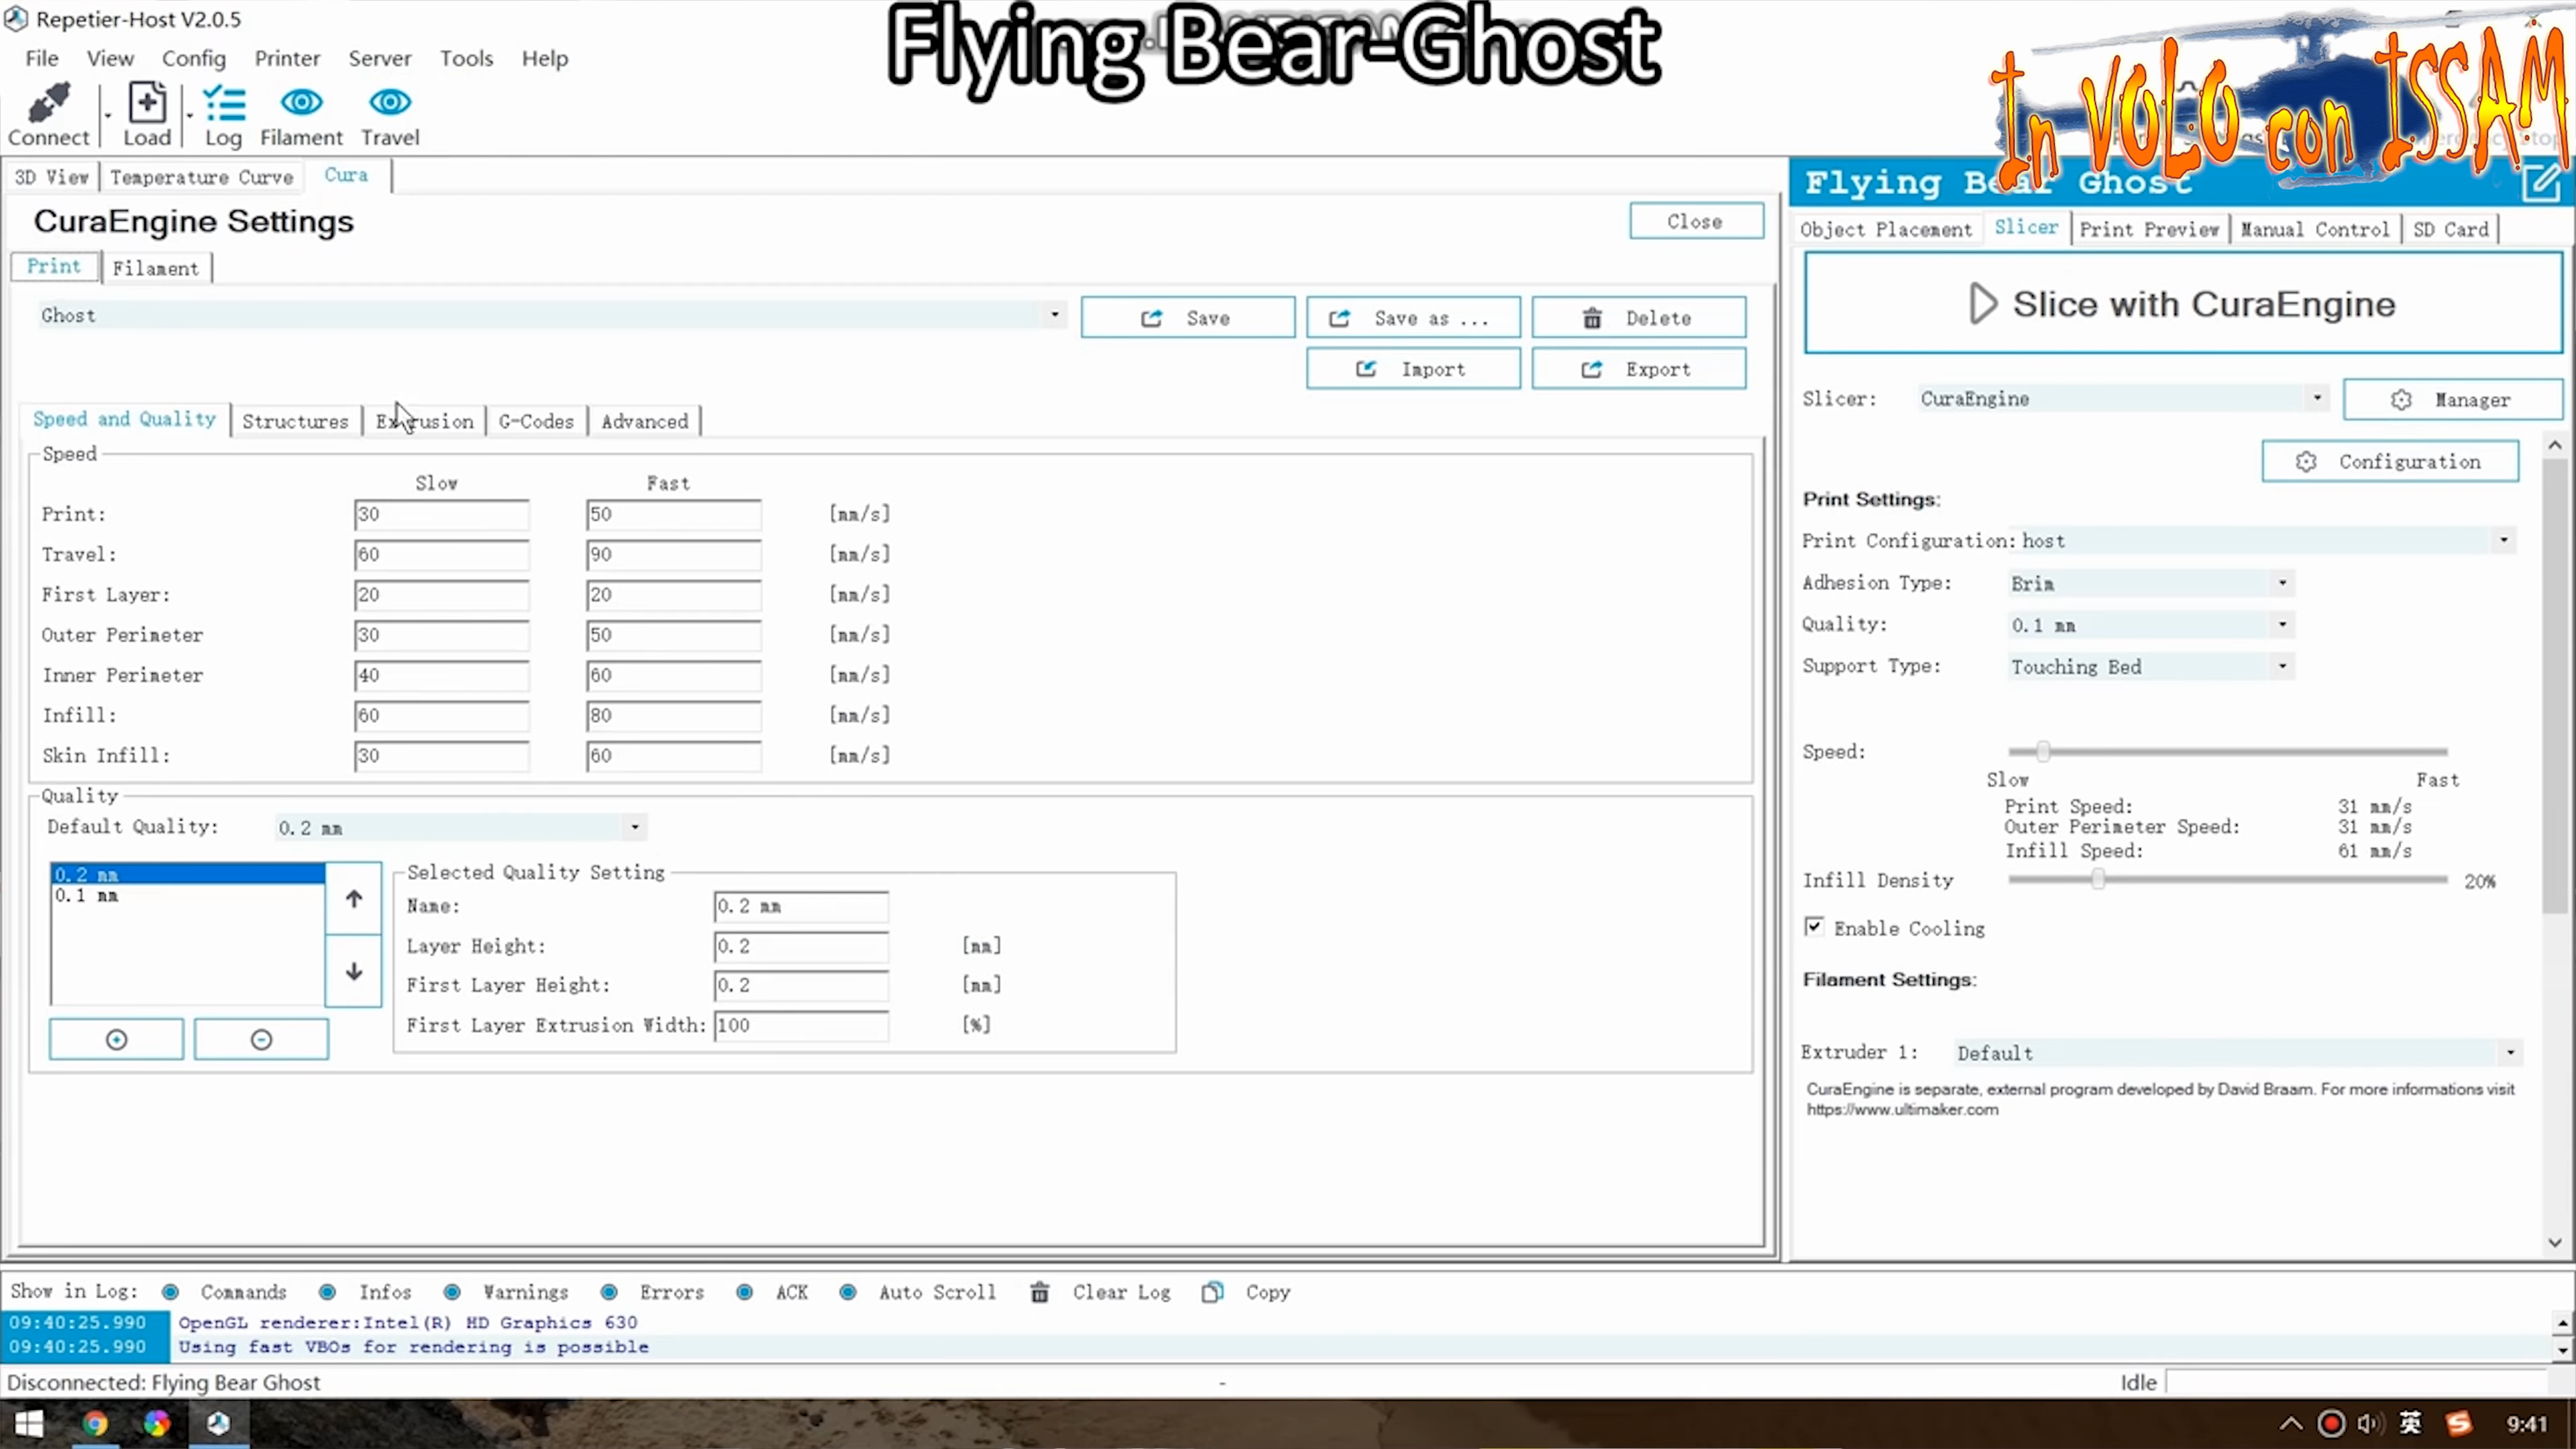 Repetier-Host V2.0.5
Flying Bear-Ghost
In VOLO con ISSAM
File View Config Printer Server Tools Help
Connect Load Log Filament Travel
3D View Temperature Curve Cura
CuraEngine Settings
Close
Print Filament
Ghost
Save Save as ... Delete
Import Export
Speed and Quality Structures Extrusion G-Codes Advanced
Speed
Slow Fast
Print: 30 50 [mm/s]
Travel: 60 90 [mm/s]
First Layer: 20 20 [mm/s]
Outer Perimeter 30 50 [mm/s]
Inner Perimeter 40 60 [mm/s]
Infill: 60 80 [mm/s]
Skin Infill: 30 60 [mm/s]
Quality
Default Quality: 0.2 mm
0.2 mm
0.1 mm
Selected Quality Setting
Name: 0.2 mm
Layer Height: 0.2 [mm]
First Layer Height: 0.2 [mm]
First Layer Extrusion Width: 100 [%]
Flying Bear Ghost
Object Placement Slicer Print Preview Manual Control SD Card
Slice with CuraEngine
Slicer: CuraEngine Manager
Configuration
Print Settings:
Print Configuration: host
Adhesion Type: Brim
Quality: 0.1 mm
Support Type: Touching Bed
Speed:
Slow Fast
Print Speed: 31 mm/s
Outer Perimeter Speed: 31 mm/s
Infill Speed: 61 mm/s
Infill Density 20%
Enable Cooling
Filament Settings:
Extruder 1: Default
CuraEngine is separate, external program developed by David Braam. For more informations visit
https://www.ultimaker.com
Show in Log: Commands Infos Warnings Errors ACK Auto Scroll Clear Log Copy
09:40:25.990 OpenGL renderer:Intel(R) HD Graphics 630
09:40:25.990 Using fast VBOs for rendering is possible
Disconnected: Flying Bear Ghost - Idle
英 9:41